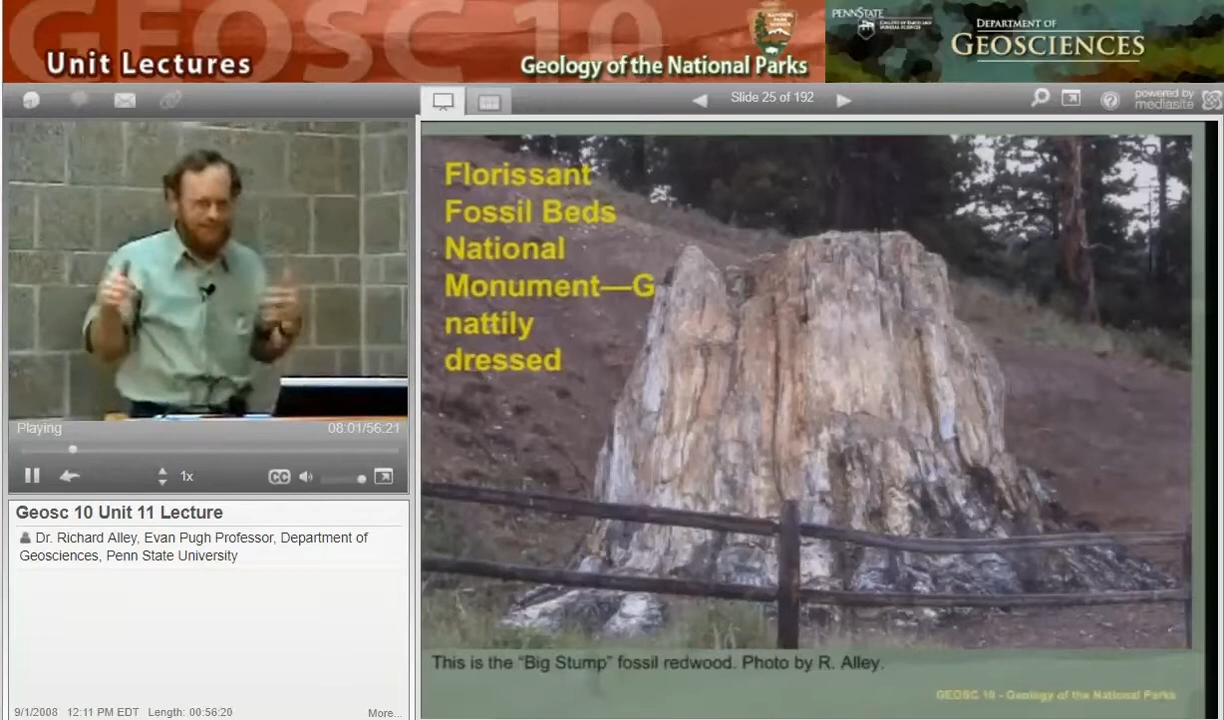 GEOSC 10
Unit Lectures
NATIONAL PARK SERVICE
Geology of the National Parks
PENNSTATE
DEPARTMENT OF
GEOSCIENCES
Slide 25 of 192
powered by
mediasite
Florissant
Fossil Beds
National
Monument—G
nattily
dressed
Playing
08:01/56:21
1x
CC
Geosc 10 Unit 11 Lecture
Dr. Richard Alley, Evan Pugh Professor, Department of
Geosciences, Penn State University
This is the “Big Stump” fossil redwood. Photo by R. Alley.
GEOSC 10 - Geology of the National Parks
9/1/2008 12:11 PM EDT Length: 00:56:20
More...